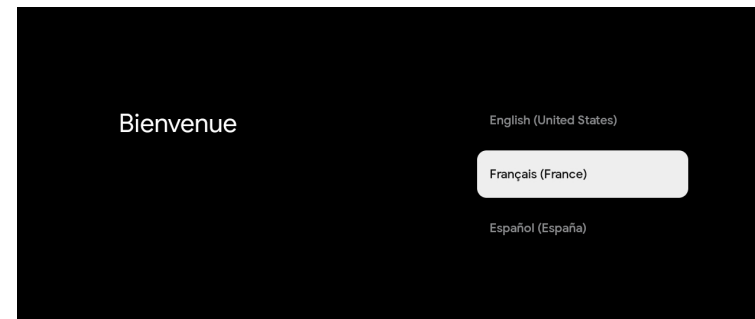 Bienvenue
English (United States)
Français (France)
Español (España)